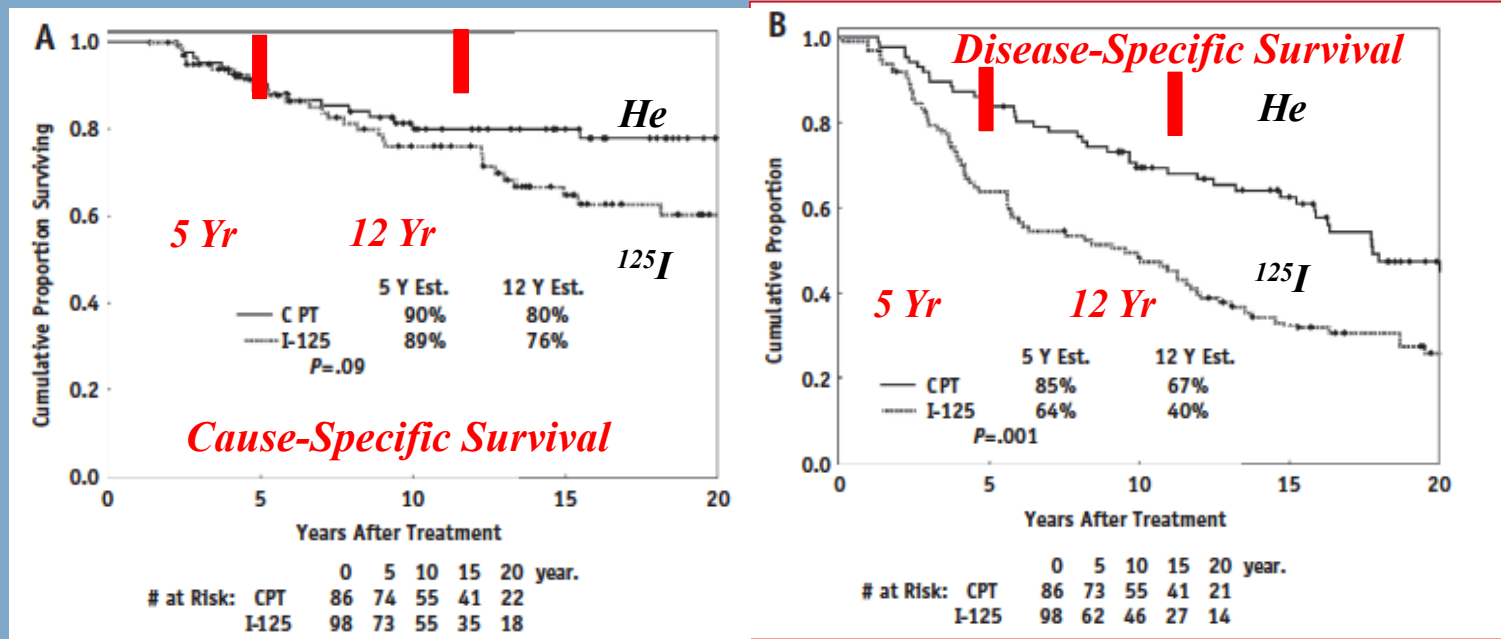 A
Cumulative Proportion Surviving
1.0
0.8
0.6
0.4
0.2
0.0
He
5 Yr 12 Yr
125I
5 Y Est. 12 Y Est.
C PT 90% 80%
I-125 89% 76%
P=.09
Cause-Specific Survival
0 5 10 15 20
Years After Treatment
0 5 10 15 20 year.
# at Risk: CPT 86 74 55 41 22
I-125 98 73 55 35 18
B
Disease-Specific Survival
Cumulative Proportion
1.0
0.8
0.6
0.4
0.2
0.0
He
125I
5 Yr 12 Yr
5 Y Est. 12 Y Est.
CPT 85% 67%
I-125 64% 40%
P=.001
0 5 10 15 20
Years After Treatment
0 5 10 15 20 year.
# at Risk: CPT 86 73 55 41 21
I-125 98 62 46 27 14